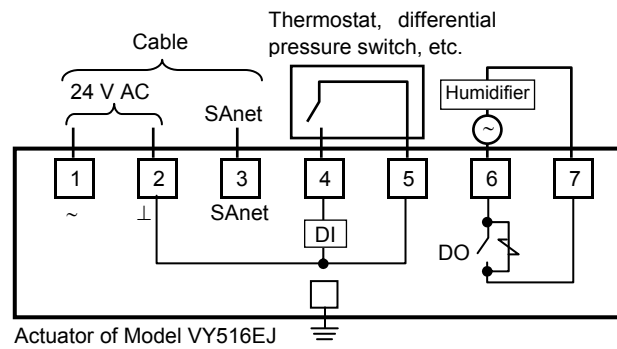 Thermostat, differential
pressure switch, etc.
Cable
24 V AC
SAnet
Humidifier
~
1 2 3 4 5 6 7
~ ⊥ SAnet
DI
DO
Actuator of Model VY516EJ